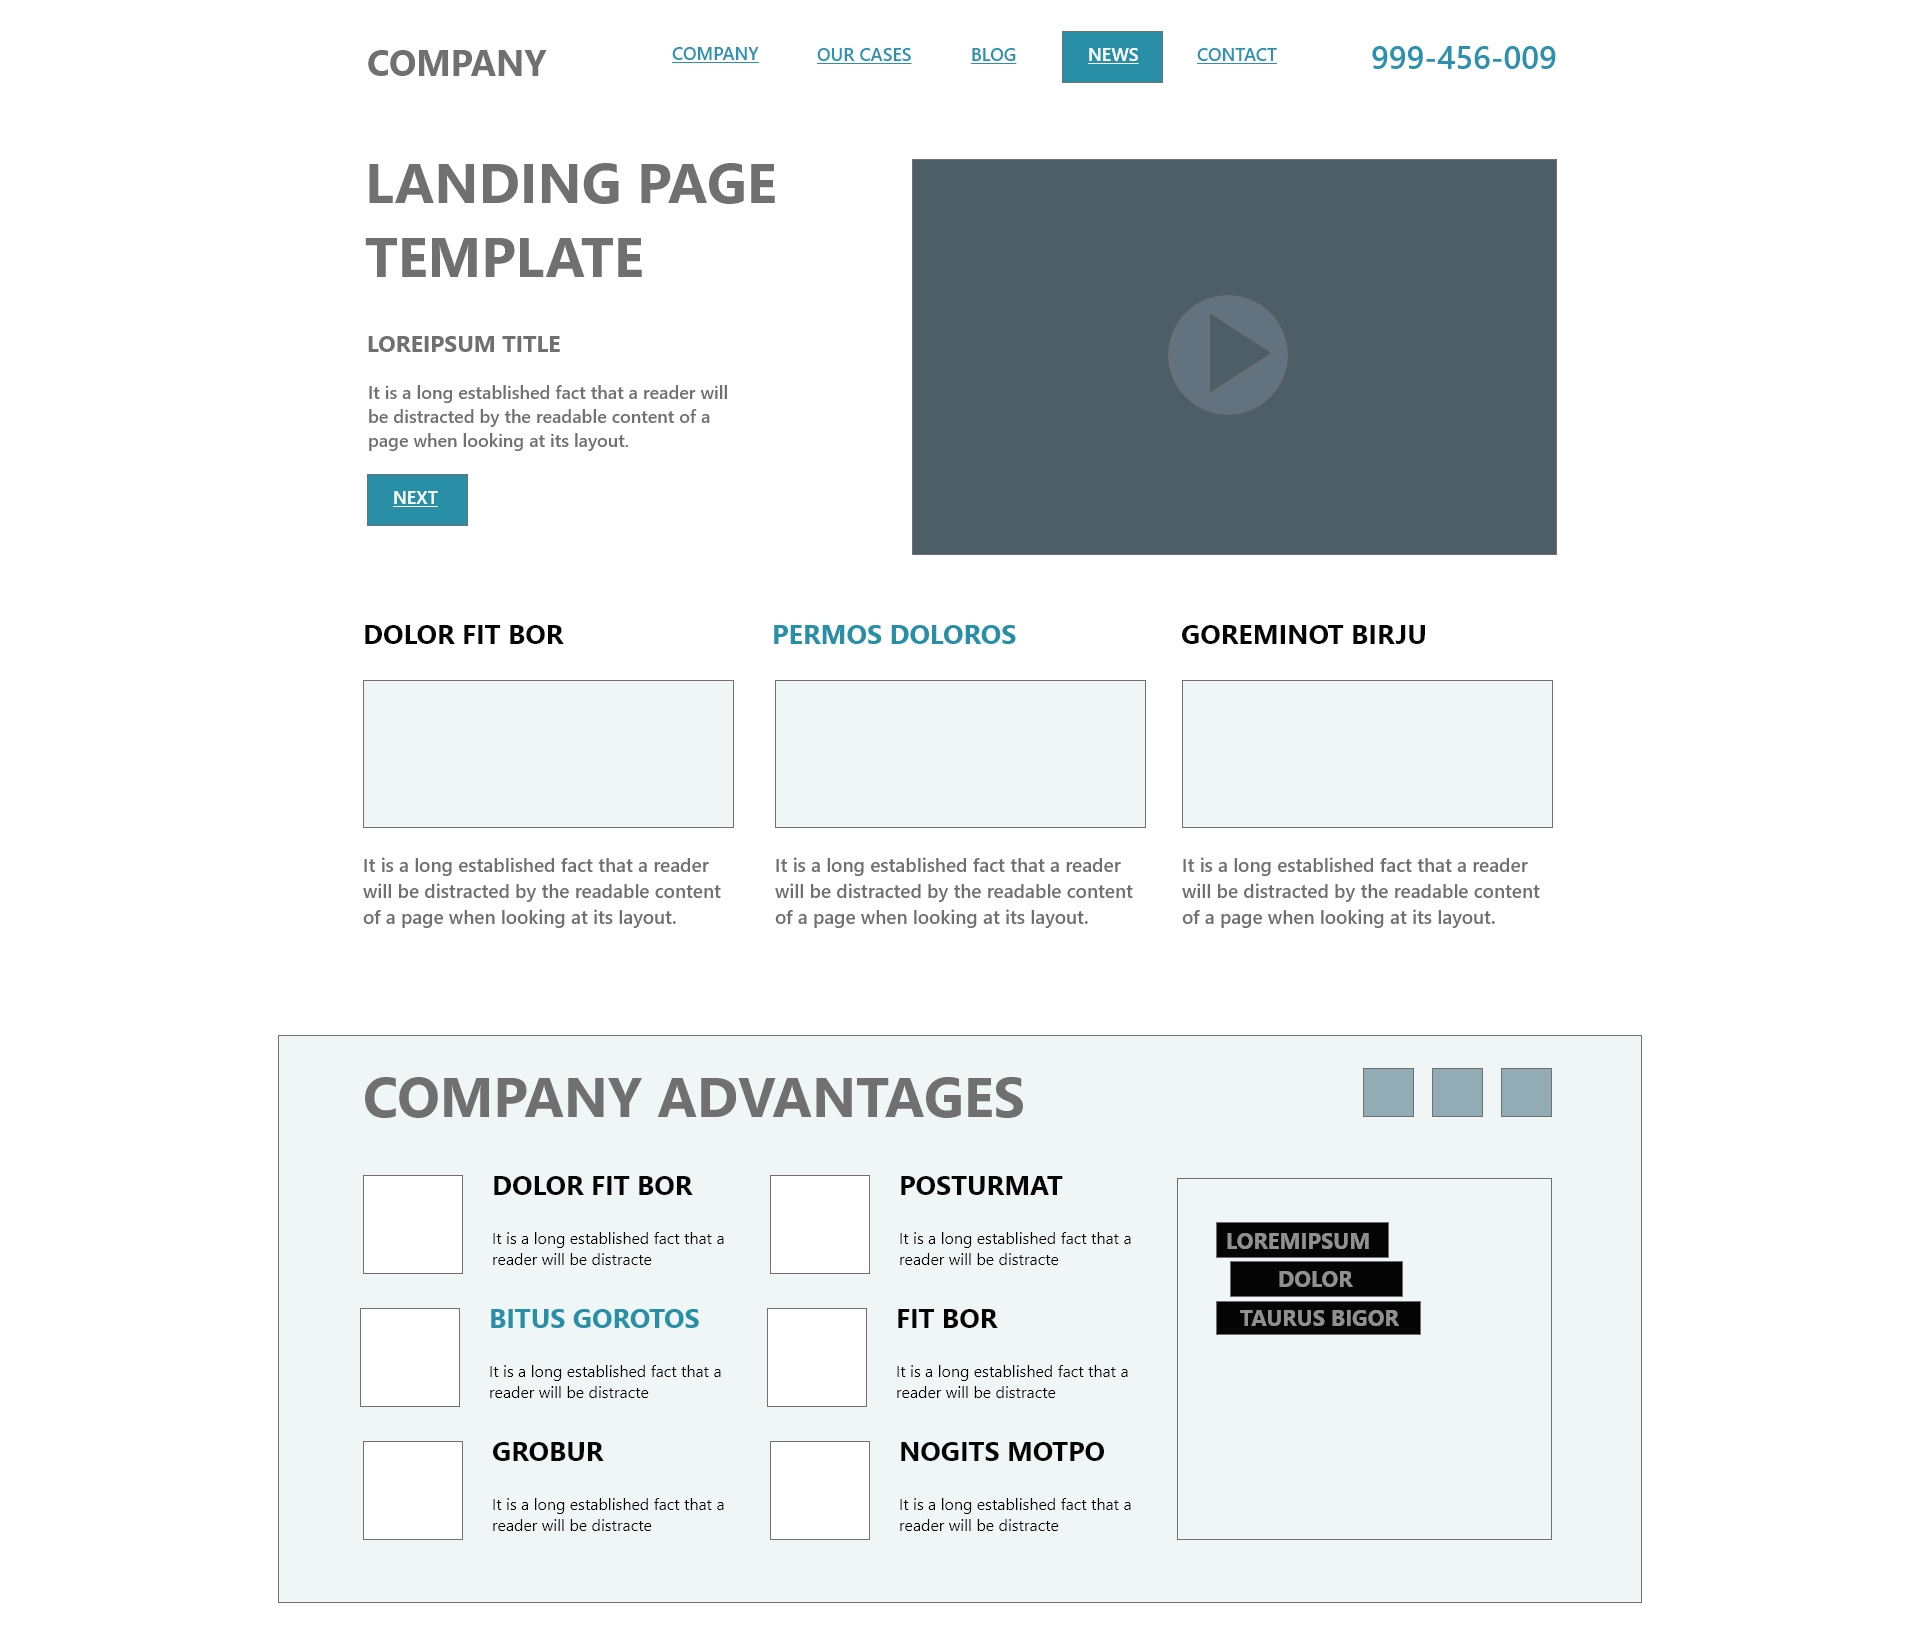 COMPANY
COMPANY
OUR CASES
BLOG
NEWS
CONTACT
999-456-009
LANDING PAGE
TEMPLATE
LOREIPSUM TITLE
It is a long established fact that a reader will
be distracted by the readable content of a
page when looking at its layout.
NEXT
DOLOR FIT BOR
It is a long established fact that a reader
will be distracted by the readable content
of a page when looking at its layout.
PERMOS DOLOROS
It is a long established fact that a reader
will be distracted by the readable content
of a page when looking at its layout.
GOREMINOT BIRJU
It is a long established fact that a reader
will be distracted by the readable content
of a page when looking at its layout.
COMPANY ADVANTAGES
DOLOR FIT BOR
It is a long established fact that a
reader will be distracte
POSTURMAT
It is a long established fact that a
reader will be distracte
BITUS GOROTOS
It is a long established fact that a
reader will be distracte
FIT BOR
It is a long established fact that a
reader will be distracte
GROBUR
It is a long established fact that a
reader will be distracte
NOGITS MOTPO
It is a long established fact that a
reader will be distracte
LOREMIPSUM
DOLOR
TAURUS BIGOR